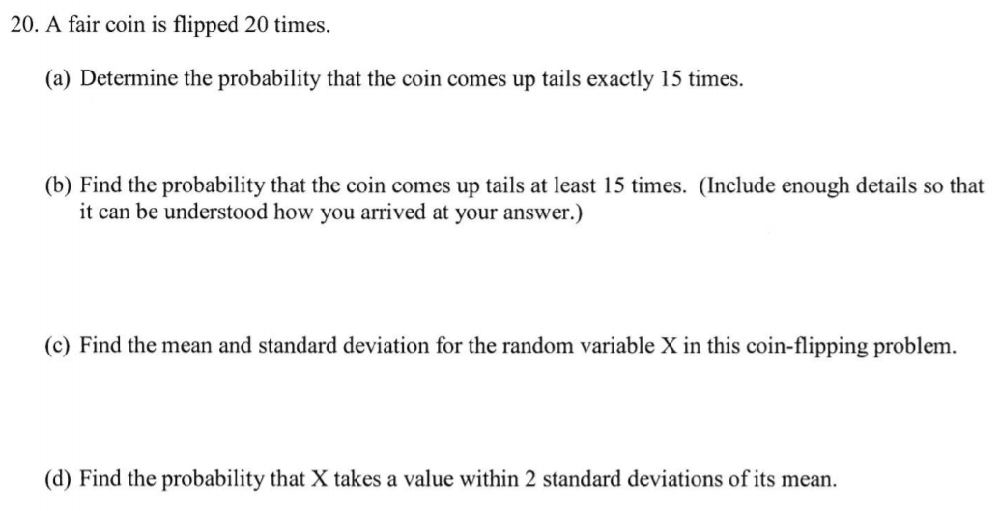 20. A fair coin is flipped 20 times.
(a) Determine the probability that the coin comes up tails exactly 15 times.
(b) Find the probability that the coin comes up tails at least 15 times. (Include enough details so that
it can be understood how you arrived at your answer.)
(c) Find the mean and standard deviation for the random variable X in this coin-flipping problem.
(d) Find the probability that X takes a value within 2 standard deviations of its mean.